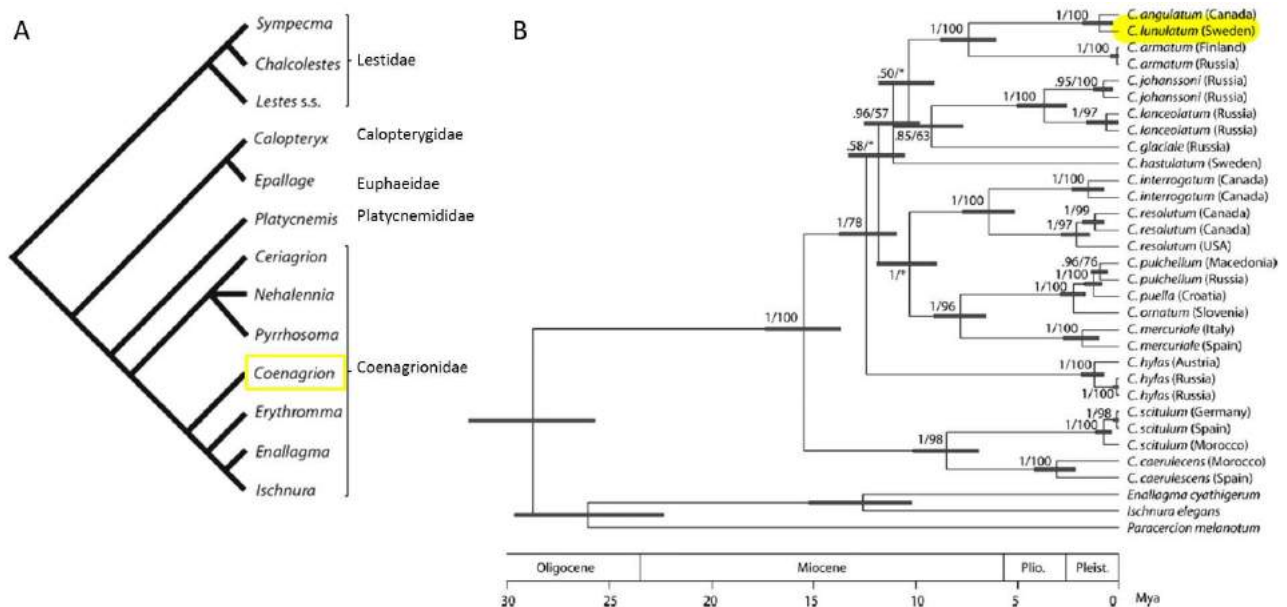 A
Sympecma
Chalcolestes
Lestidae
Lestes s.s.
Calopteryx
Calopterygidae
Epallage
Euphaeidae
Platycnemis
Platycnemididae
Ceriagrion
Nehalennia
Pyrrhosoma
Coenagrion
Coenagrionidae
Erythromma
Enallagma
Ischnura
B
1/100
1/100
1/100
.50/*
.95/100
1/100
.96/57
1/97
.85/63
.58/*
1/100
1/100
1/99
1/78
1/97
.96/76
1/100
1/*
1/100
1/96
1/100
1/100
1/100
1/100
1/98
1/100
1/98
1/100
C. angulatum (Canada)
C. lunulatum (Sweden)
C. armatum (Finland)
C. armatum (Russia)
C. johanssoni (Russia)
C. johanssoni (Russia)
C. lanceolatum (Russia)
C. lanceolatum (Russia)
C. glaciale (Russia)
C. hastulatum (Sweden)
C. interrogatum (Canada)
C. interrogatum (Canada)
C. resolutum (Canada)
C. resolutum (Canada)
C. resolutum (USA)
C. pulchellum (Macedonia)
C. pulchellum (Russia)
C. puella (Croatia)
C. ornatum (Slovenia)
C. mercuriale (Italy)
C. mercuriale (Spain)
C. hylas (Austria)
C. hylas (Russia)
C. hylas (Russia)
C. scitulum (Germany)
C. scitulum (Spain)
C. scitulum (Morocco)
C. caerulecens (Morocco)
C. caerulescens (Spain)
Enallagma cyathigerum
Ischnura elegans
Paracercion melanotum
Oligocene Miocene Plio. Pleist.
30 25 20 15 10 5 0 Mya